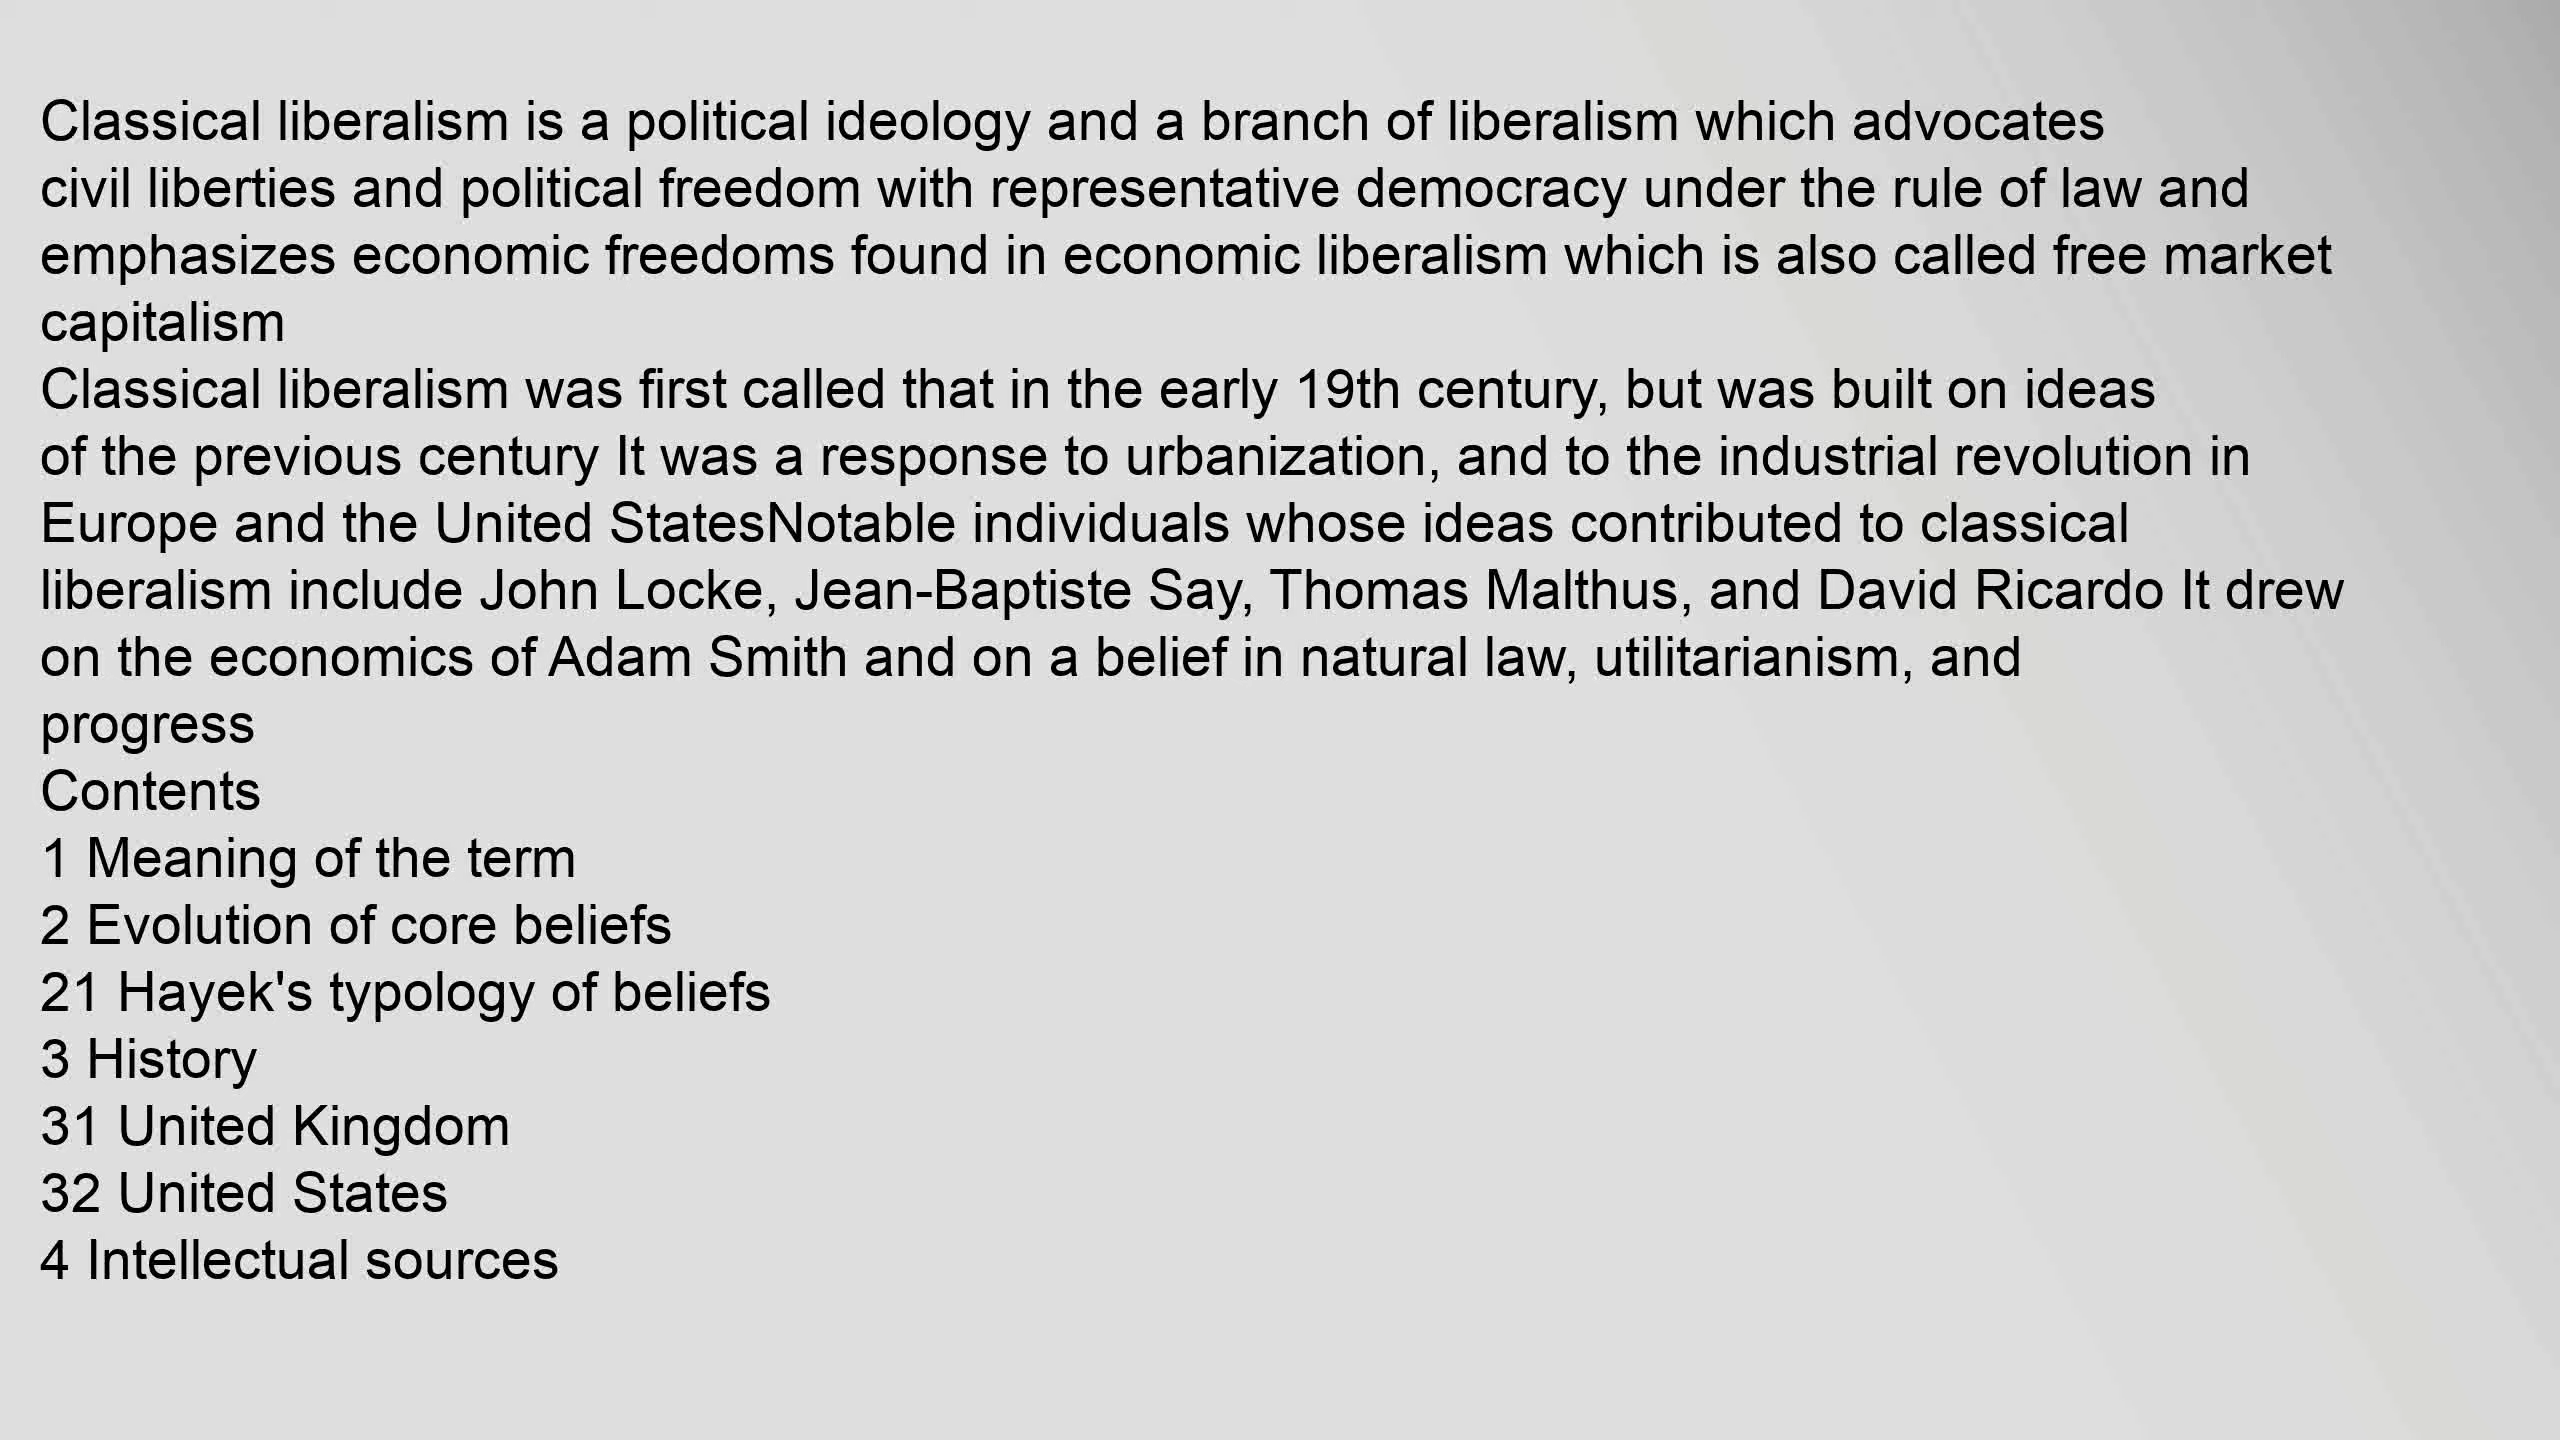 Classical liberalism is a political ideology and a branch of liberalism which advocates
civil liberties and political freedom with representative democracy under the rule of law and
emphasizes economic freedoms found in economic liberalism which is also called free market
capitalism
Classical liberalism was first called that in the early 19th century, but was built on ideas
of the previous century It was a response to urbanization, and to the industrial revolution in
Europe and the United StatesNotable individuals whose ideas contributed to classical
liberalism include John Locke, Jean-Baptiste Say, Thomas Malthus, and David Ricardo It drew
on the economics of Adam Smith and on a belief in natural law, utilitarianism, and
progress
Contents
1 Meaning of the term
2 Evolution of core beliefs
21 Hayek's typology of beliefs
3 History
31 United Kingdom
32 United States
4 Intellectual sources